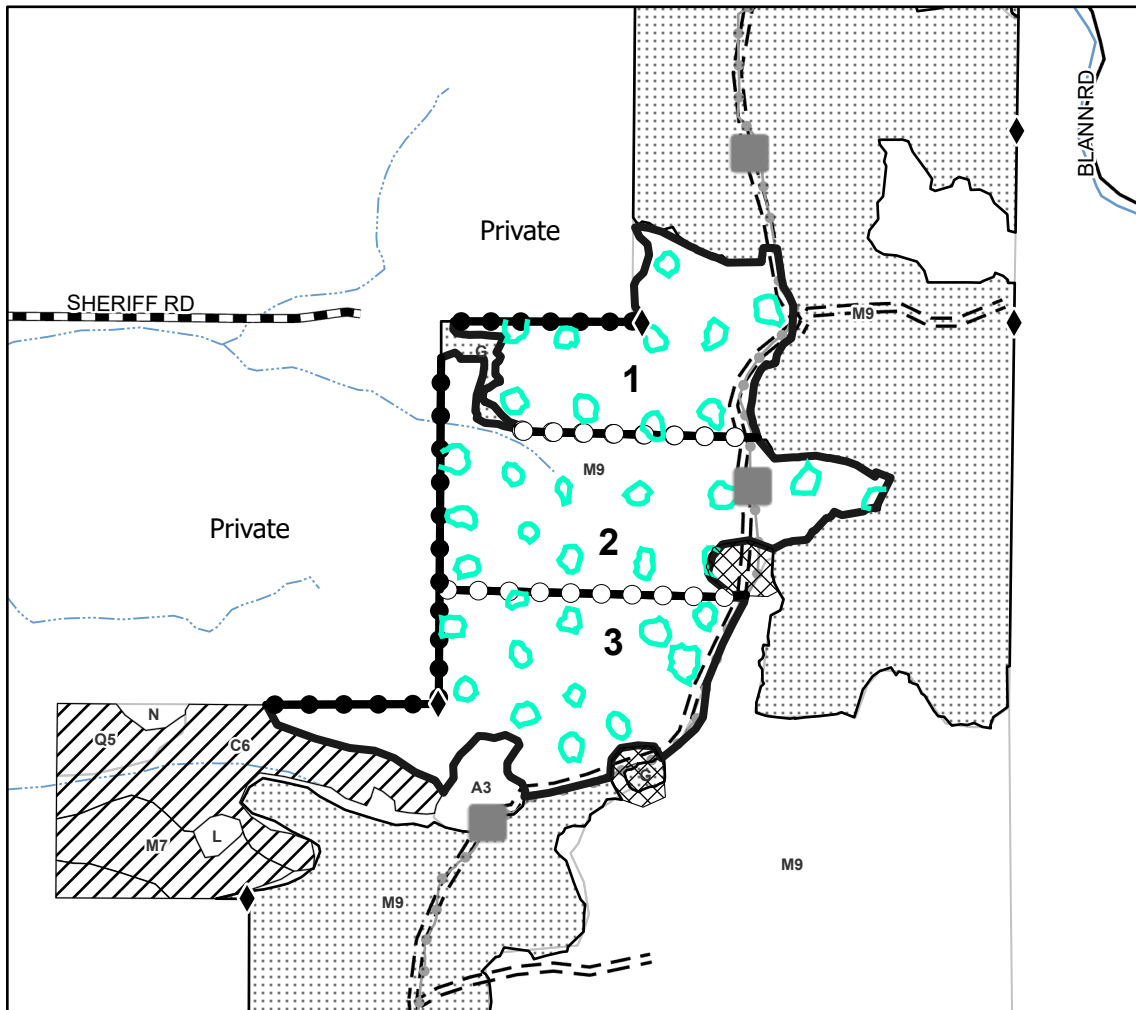 BLANN RD
Private
SHERIFF RD
M9
G
1
M9
2
Private
3
N
Q5
C6
G
A3
L
M7
M9
M9